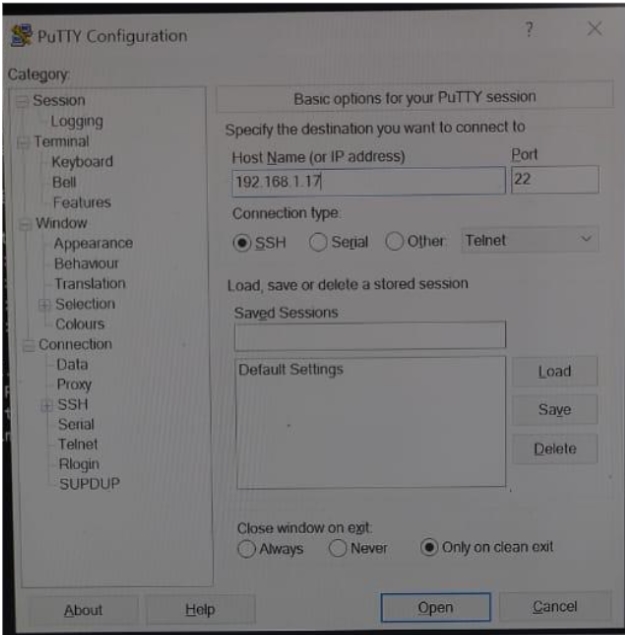 PuTTY Configuration
?
Category:
Session
Logging
Terminal
Keyboard
Bell
Features
Window
Appearance
Behaviour
Translation
Selection
Colours
Connection
Data
Proxy
SSH
Serial
Telnet
Rlogin
SUPDUP
Basic options for your PuTTY session
Specify the destination you want to connect to
Host Name (or IP address) Port
192.168.1.17 22
Connection type:
SSH Serial Other: Telnet
Load, save or delete a stored session
Saved Sessions
Default Settings
Load
Save
Delete
Close window on exit:
Always Never Only on clean exit
About Help Open Cancel